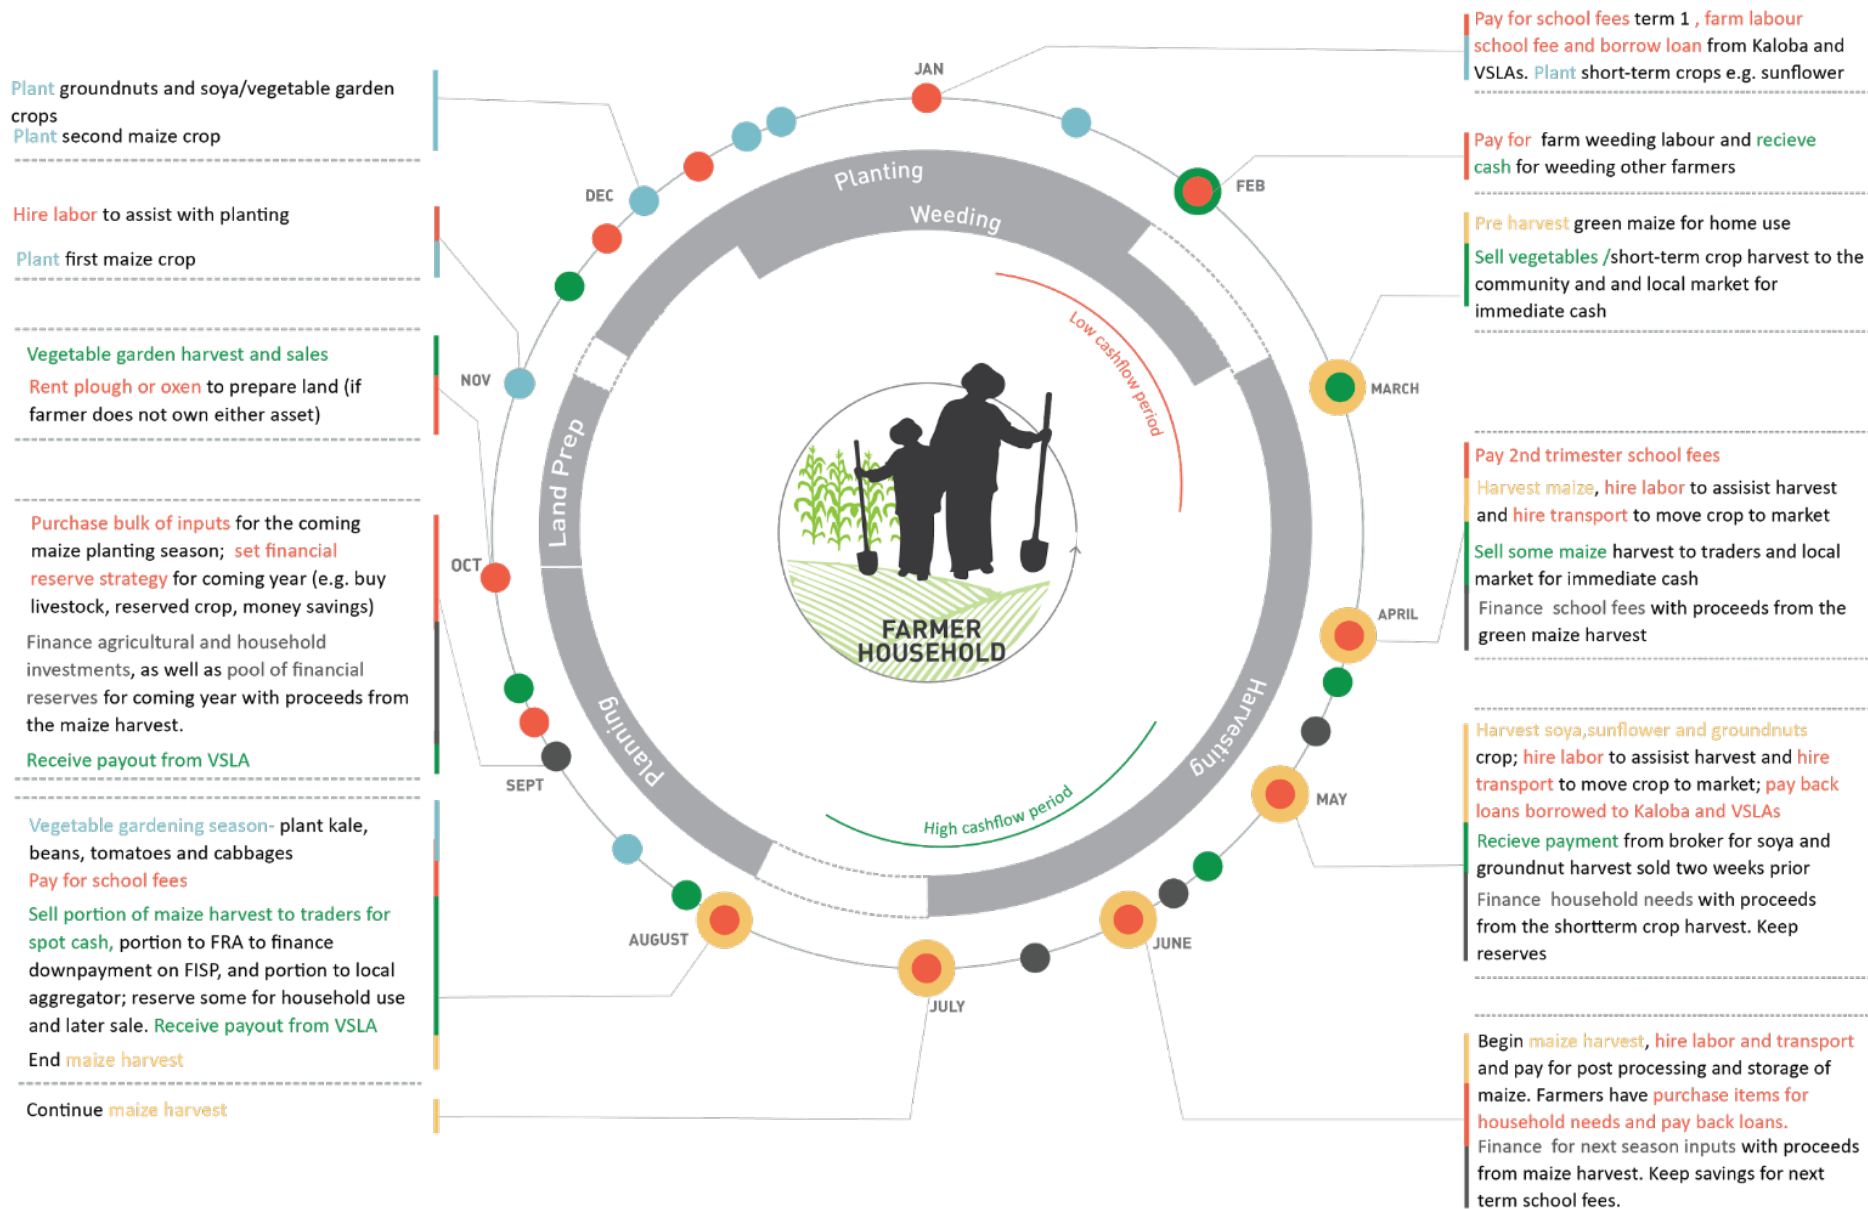 Pay for school fees term 1 , farm labour
school fee and borrow loan from Kaloba and
VSLAs. Plant short-term crops e.g. sunflower
Pay for farm weeding labour and recieve
cash for weeding other farmers
Pre harvest green maize for home use
Sell vegetables /short-term crop harvest to the
community and and local market for
immediate cash
Pay 2nd trimester school fees
Harvest maize, hire labor to assisist harvest
and hire transport to move crop to market
Sell some maize harvest to traders and local
market for immediate cash
Finance school fees with proceeds from the
green maize harvest
Harvest soya,sunflower and groundnuts
crop; hire labor to assisist harvest and hire
transport to move crop to market; pay back
loans borrowed to Kaloba and VSLAs
Recieve payment from broker for soya and
groundnut harvest sold two weeks prior
Finance household needs with proceeds
from the shortterm crop harvest. Keep
reserves
Begin maize harvest, hire labor and transport
and pay for post processing and storage of
maize. Farmers have purchase items for
household needs and pay back loans.
Finance for next season inputs with proceeds
from maize harvest. Keep savings for next
term school fees.
Continue maize harvest
Vegetable gardening season- plant kale,
beans, tomatoes and cabbages
Pay for school fees
Sell portion of maize harvest to traders for
spot cash, portion to FRA to finance
downpayment on FISP, and portion to local
aggregator; reserve some for household use
and later sale. Receive payout from VSLA
End maize harvest
Purchase bulk of inputs for the coming
maize planting season; set financial
reserve strategy for coming year (e.g. buy
livestock, reserved crop, money savings)
Finance agricultural and household
investments, as well as pool of financial
reserves for coming year with proceeds from
the maize harvest.
Receive payout from VSLA
Vegetable garden harvest and sales
Rent plough or oxen to prepare land (if
farmer does not own either asset)
Hire labor to assist with planting
Plant first maize crop
Plant groundnuts and soya/vegetable garden
crops
Plant second maize crop
JAN
FEB
MARCH
APRIL
MAY
JUNE
JULY
AUGUST
SEPT
OCT
NOV
DEC
Planting
Weeding
Harvesting
Planning
Land Prep
Low cashflow period
High cashflow period
FARMER
HOUSEHOLD